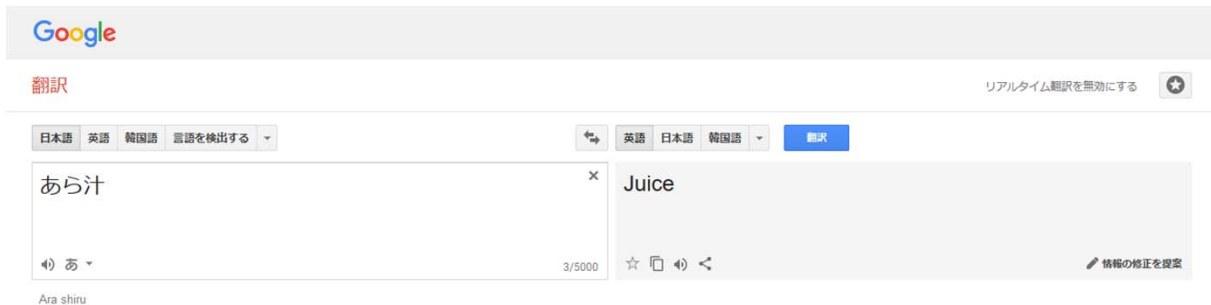 Google
翻訳
リアルタイム翻訳を無効にする
日本語 英語 韓国語 言語を検出する
英語 日本語 韓国語 翻訳
あら汁
Juice
あ
3/5000
情報の修正を提案
Ara shiru